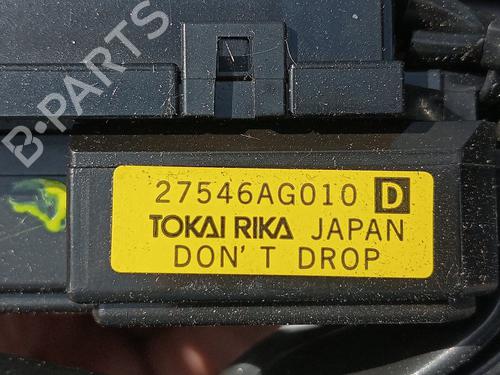 B-PARTS
27546AG010 D
TOKAI RIKA JAPAN
DON'T DROP